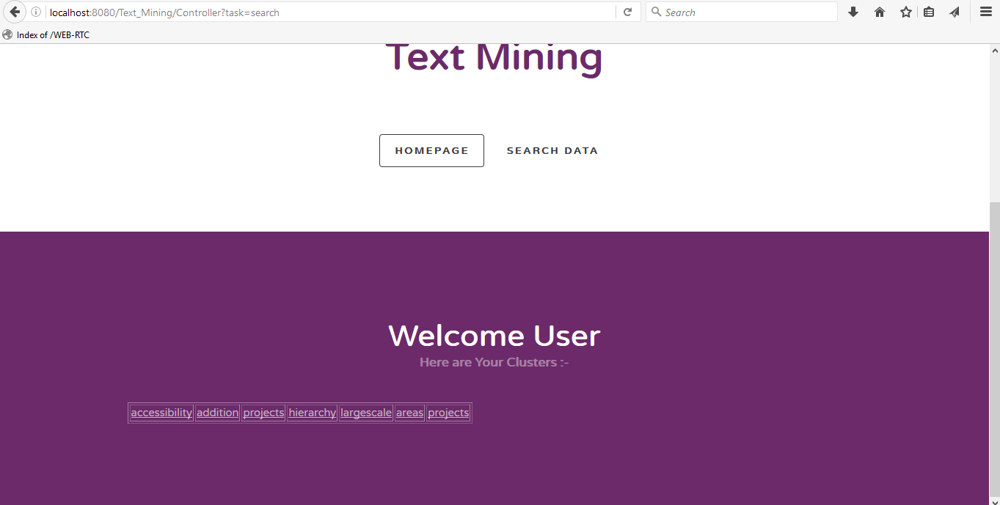 localhost:8080/Text_Mining/Controller?task=search
Search
Index of /WEB-RTC
Text Mining
HOMEPAGE SEARCH DATA
Welcome User
Here are Your Clusters :-
accessibility addition projects hierarchy largescale areas projects